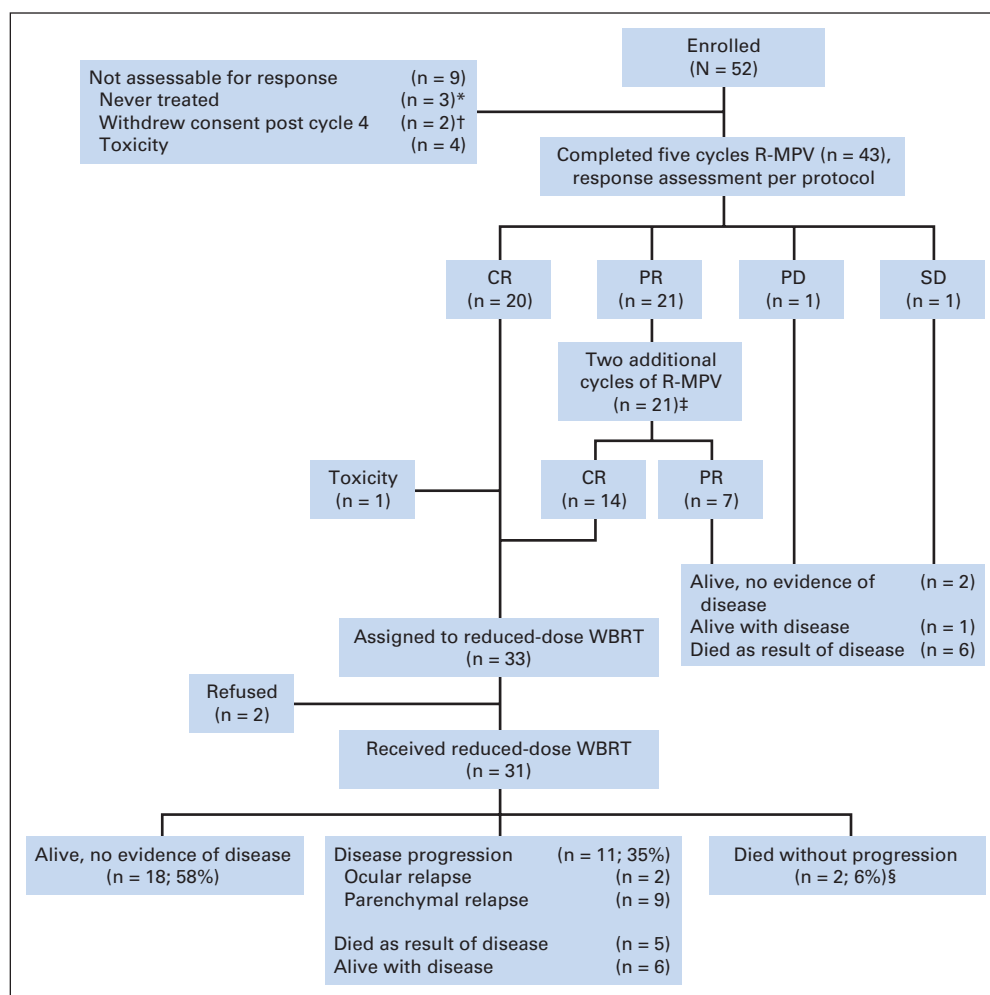 Enrolled
(N = 52)
Not assessable for response (n = 9)
Never treated (n = 3)*
Withdrew consent post cycle 4 (n = 2)†
Toxicity (n = 4)
Completed five cycles R-MPV (n = 43),
response assessment per protocol
CR
(n = 20)
PR
(n = 21)
PD
(n = 1)
SD
(n = 1)
Two additional
cycles of R-MPV
(n = 21)‡
Toxicity
(n = 1)
CR
(n = 14)
PR
(n = 7)
Alive, no evidence of (n = 2)
disease
Alive with disease (n = 1)
Died as result of disease (n = 6)
Assigned to reduced-dose WBRT
(n = 33)
Refused
(n = 2)
Received reduced-dose WBRT
(n = 31)
Alive, no evidence of disease
(n = 18; 58%)
Disease progression (n = 11; 35%)
Ocular relapse (n = 2)
Parenchymal relapse (n = 9)
Died as result of disease (n = 5)
Alive with disease (n = 6)
Died without progression
(n = 2; 6%)§